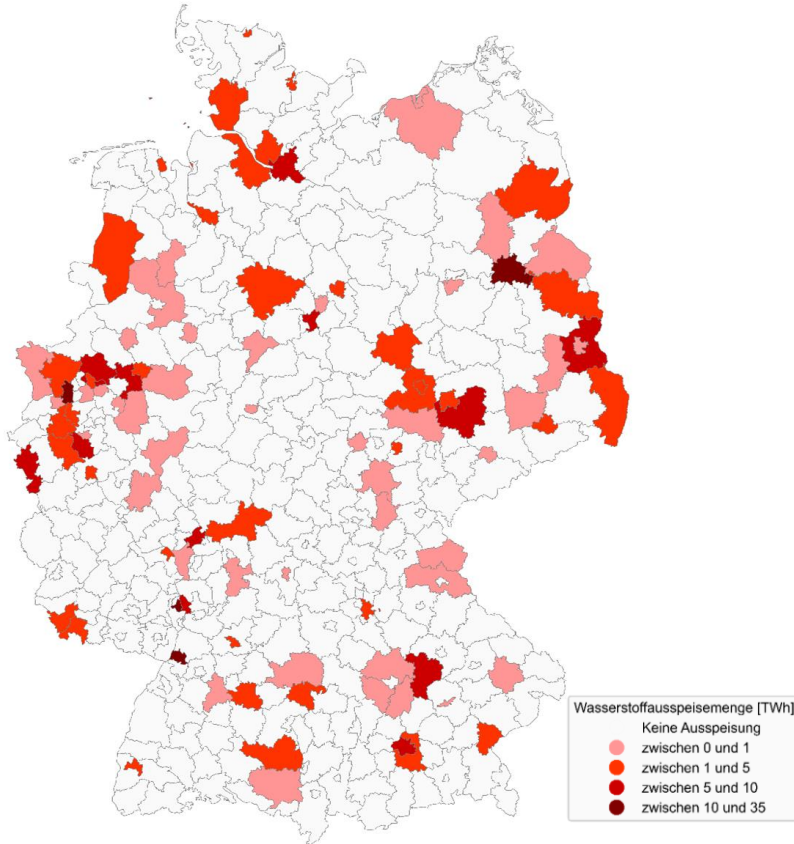 Wasserstoffausspeisemenge [TWh]
Keine Ausspeisung
zwischen 0 und 1
zwischen 1 und 5
zwischen 5 und 10
zwischen 10 und 35